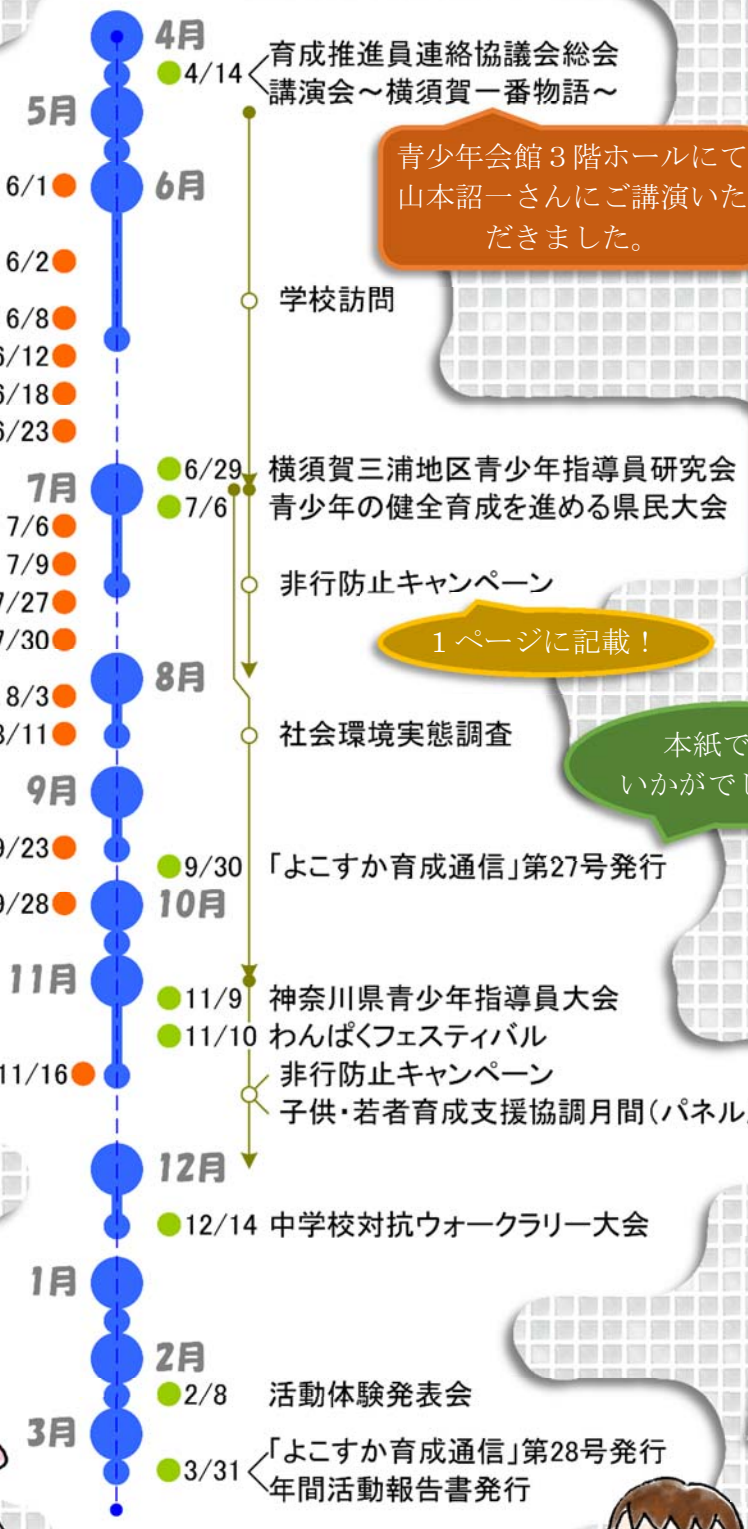 4月
●4/14 育成推進員連絡協議会総会
講演会～横須賀一番物語～
5月
青少年会館３階ホールにて
山本詔一さんにご講演いた
だきました。
6/1●
6月
6/2●
学校訪問
6/8●
6/12●
6/18●
6/23●
●6/29 横須賀三浦地区青少年指導員研究会
7月
●7/6 青少年の健全育成を進める県民大会
7/6●
7/9●
非行防止キャンペーン
7/27●
7/30●
１ページに記載！
8月
8/3●
8/11●
社会環境実態調査
本紙で
いかがでし
9月
9/23●
●9/30 「よこすか育成通信」第27号発行
9/28●
10月
11月
●11/9 神奈川県青少年指導員大会
●11/10 わんぱくフェスティバル
11/16●
非行防止キャンペーン
子供・若者育成支援協調月間（パネル
12月
●12/14 中学校対抗ウォークラリー大会
1月
2月
●2/8 活動体験発表会
3月
●3/31 「よこすか育成通信」第28号発行
年間活動報告書発行